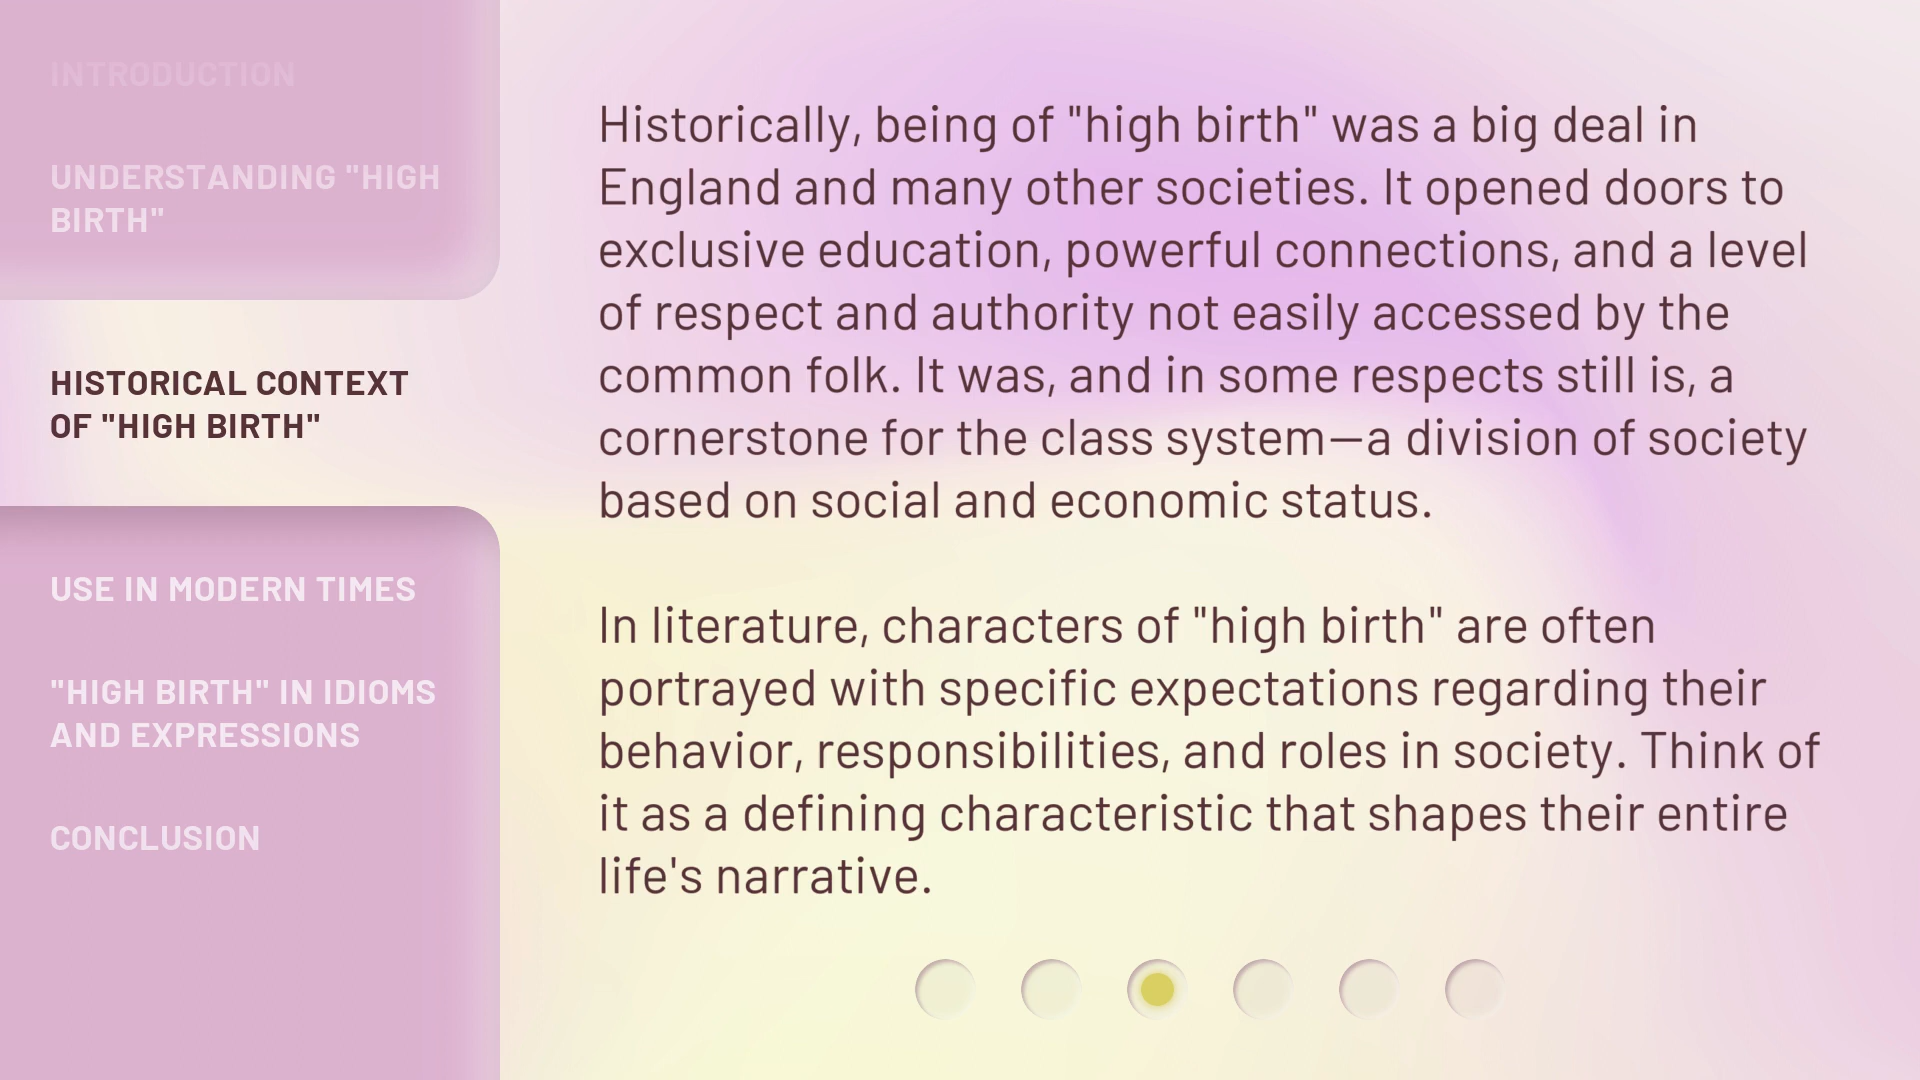 INTRODUCTION
UNDERSTANDING "HIGH
BIRTH"
HISTORICAL CONTEXT
OF "HIGH BIRTH"
USE IN MODERN TIMES
"HIGH BIRTH" IN IDIOMS
AND EXPRESSIONS
CONCLUSION
Historically, being of "high birth" was a big deal in
England and many other societies. It opened doors to
exclusive education, powerful connections, and a level
of respect and authority not easily accessed by the
common folk. It was, and in some respects still is, a
cornerstone for the class system—a division of society
based on social and economic status.
In literature, characters of "high birth" are often
portrayed with specific expectations regarding their
behavior, responsibilities, and roles in society. Think of
it as a defining characteristic that shapes their entire
life's narrative.